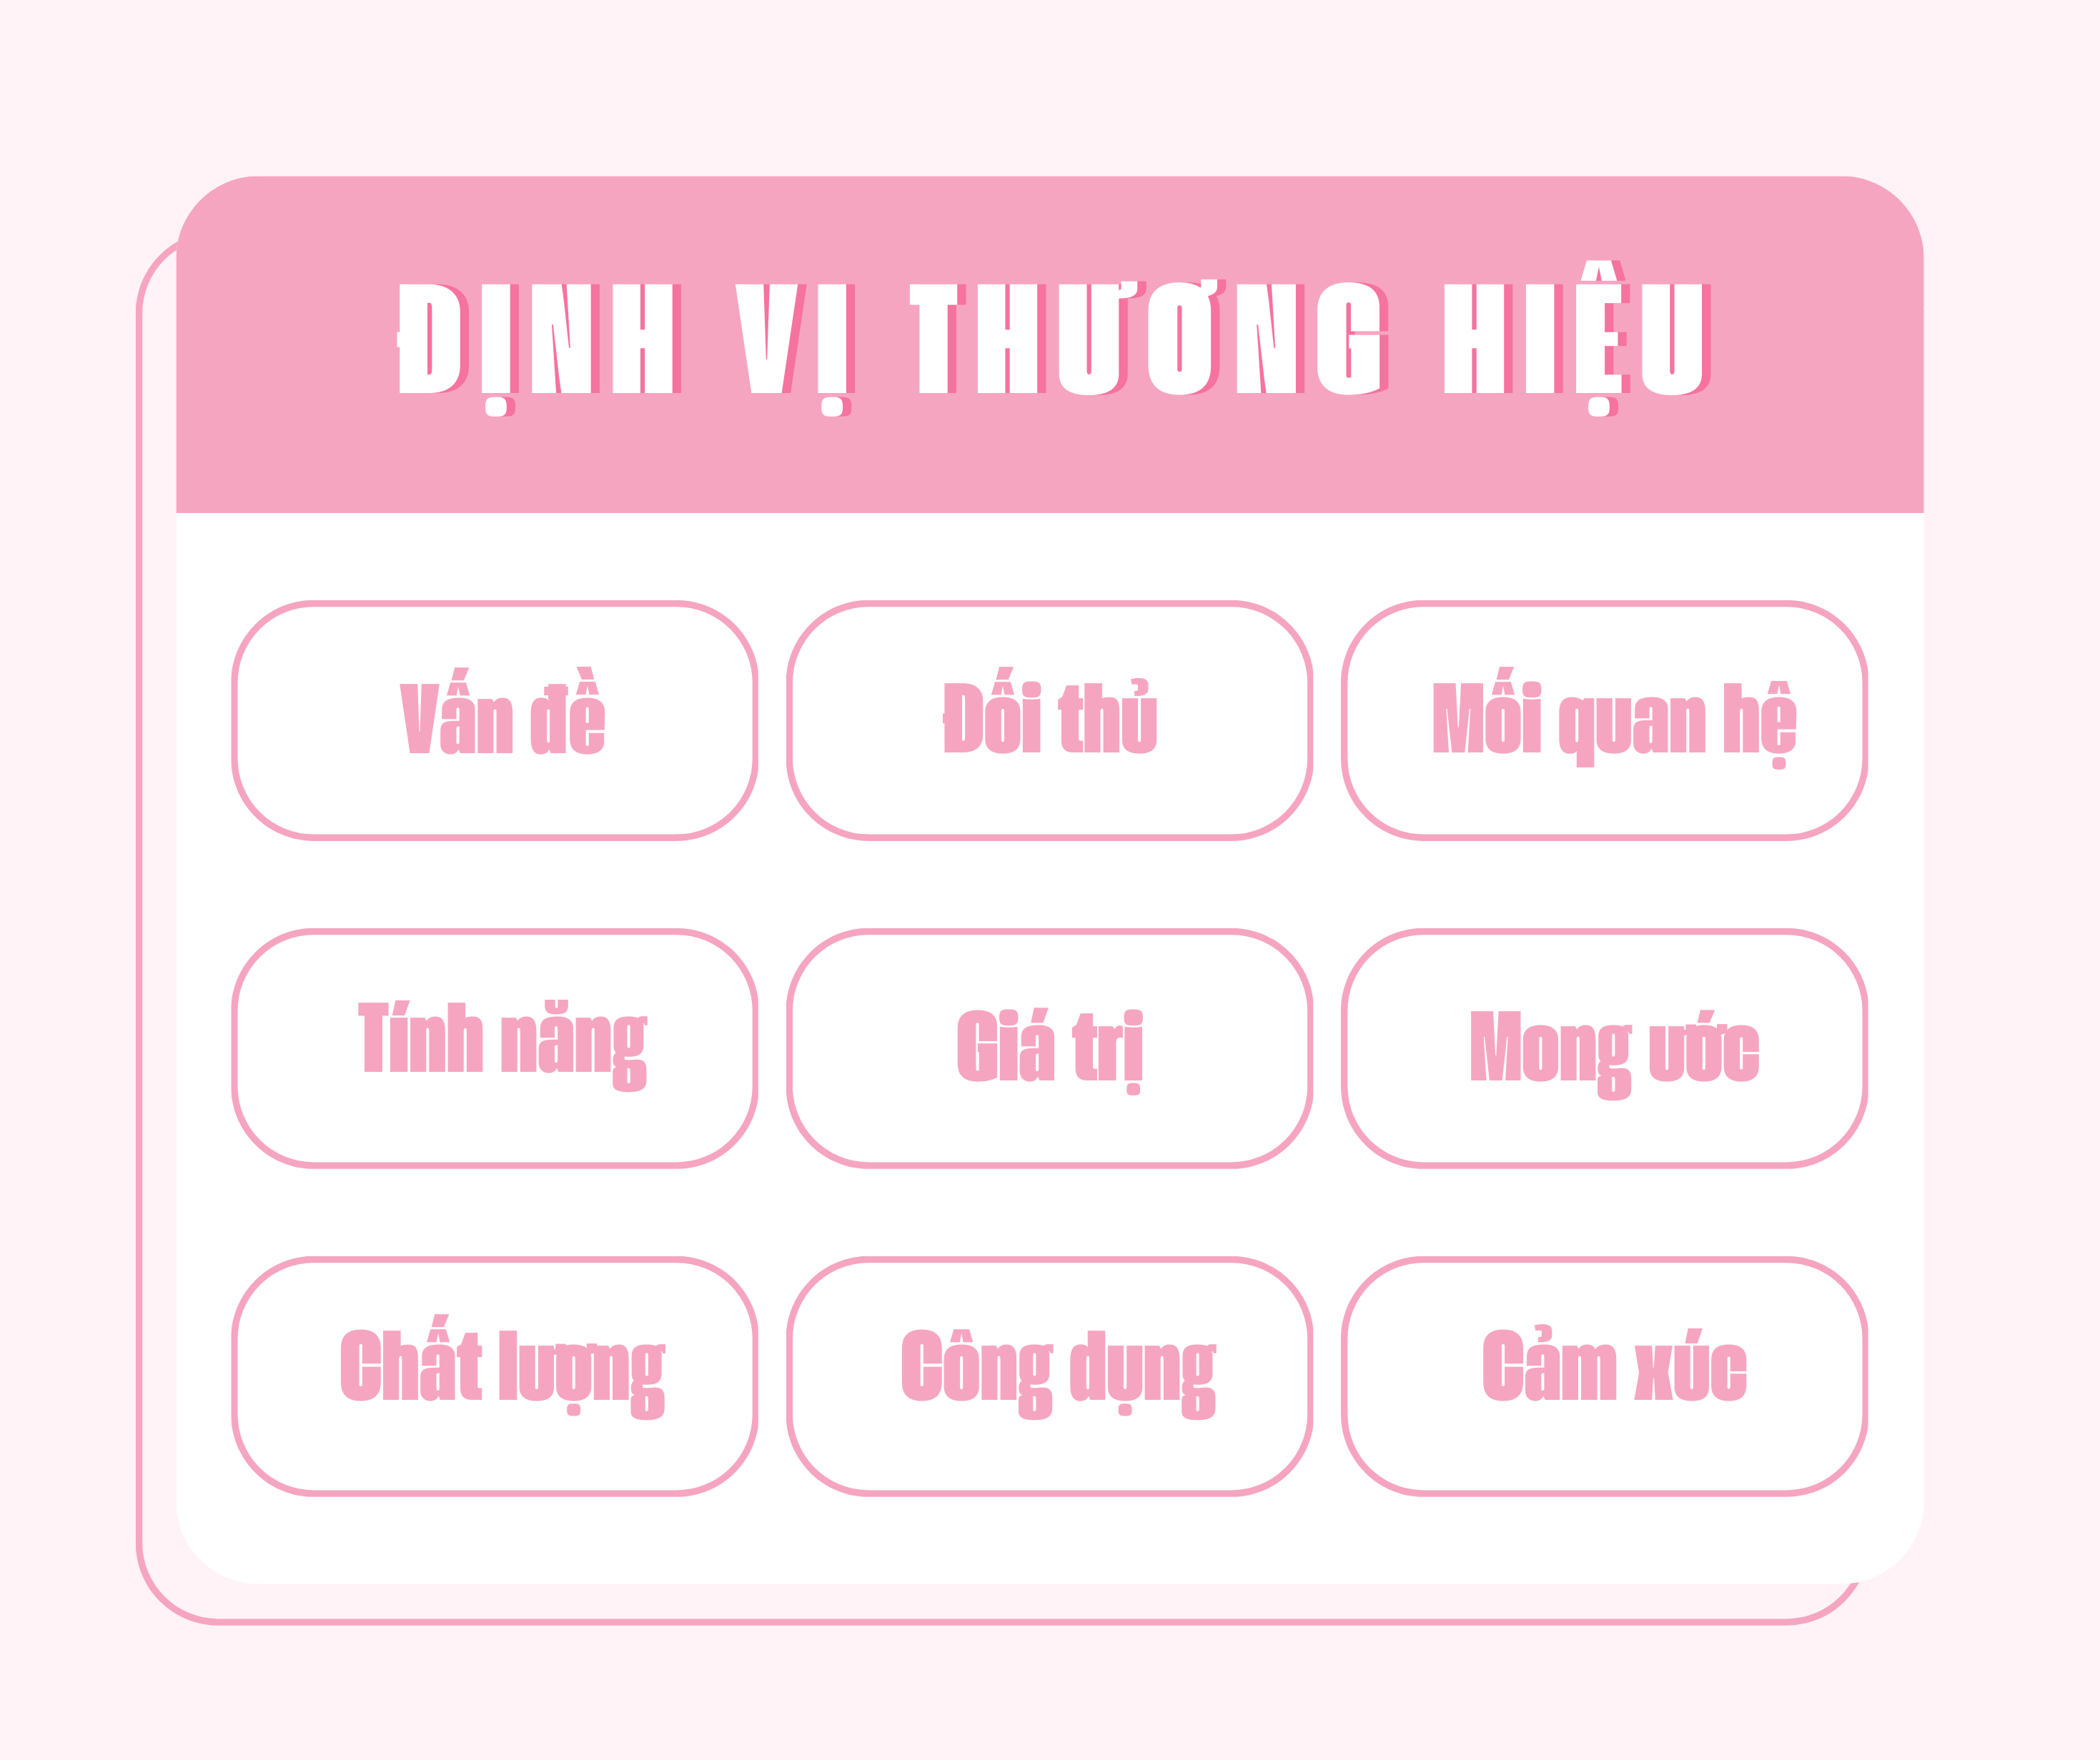 ĐỊNH VỊ THƯƠNG HIỆU
Vấn đề
Đối thủ
Mối quan hệ
Tính năng
Giá trị
Mong ước
Chất lượng
Công dụng
Cảm xúc